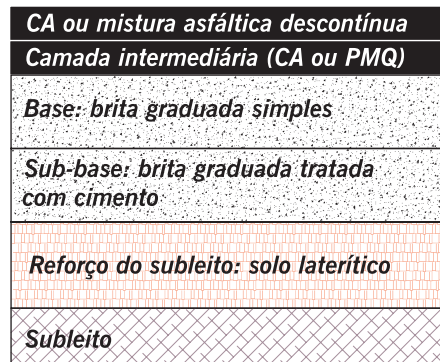 CA ou mistura asfáltica descontínua
Camada intermediária (CA ou PMQ)
Base: brita graduada simples
Sub-base: brita graduada tratada
com cimento
Reforço do subleito: solo laterítico
Subleito